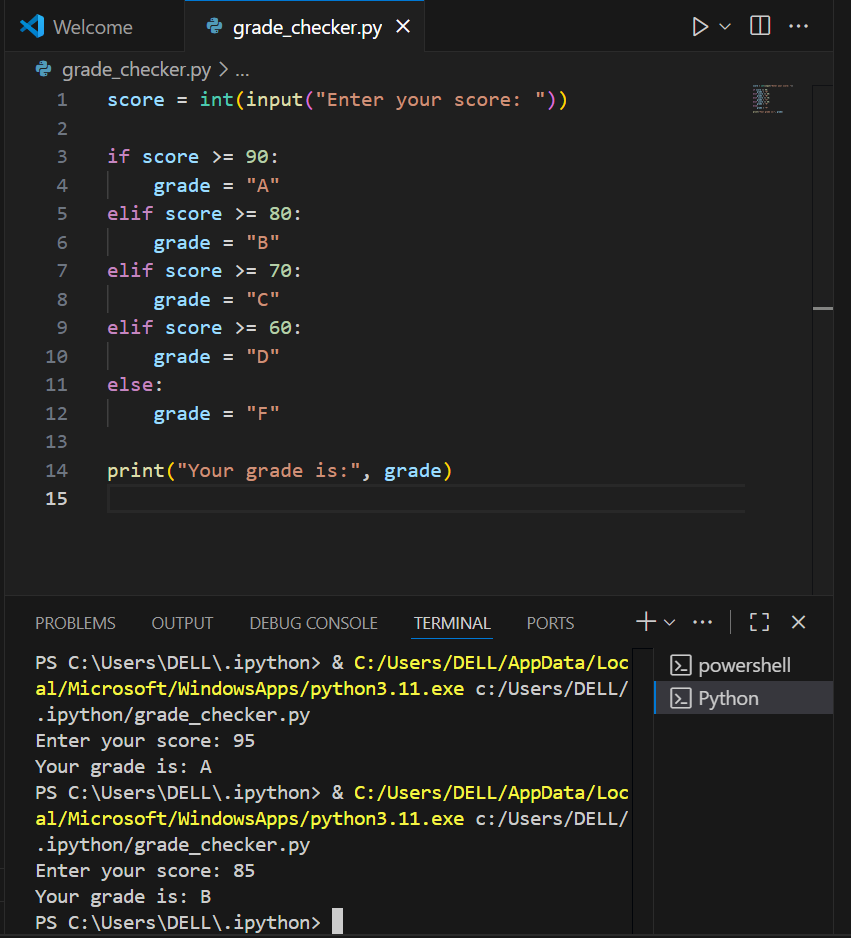 Welcome
grade_checker.py
grade_checker.py > ...
1 score = int(input("Enter your score: "))
2
3 if score >= 90:
4     grade = "A"
5 elif score >= 80:
6     grade = "B"
7 elif score >= 70:
8     grade = "C"
9 elif score >= 60:
10     grade = "D"
11 else:
12     grade = "F"
13
14 print("Your grade is:", grade)
15
PROBLEMS OUTPUT DEBUG CONSOLE TERMINAL PORTS
PS C:\Users\DELL\.ipython> & C:/Users/DELL/AppData/Loc
al/Microsoft/WindowsApps/python3.11.exe c:/Users/DELL/
.ipython/grade_checker.py
Enter your score: 95
Your grade is: A
PS C:\Users\DELL\.ipython> & C:/Users/DELL/AppData/Loc
al/Microsoft/WindowsApps/python3.11.exe c:/Users/DELL/
.ipython/grade_checker.py
Enter your score: 85
Your grade is: B
PS C:\Users\DELL\.ipython>
powershell
Python